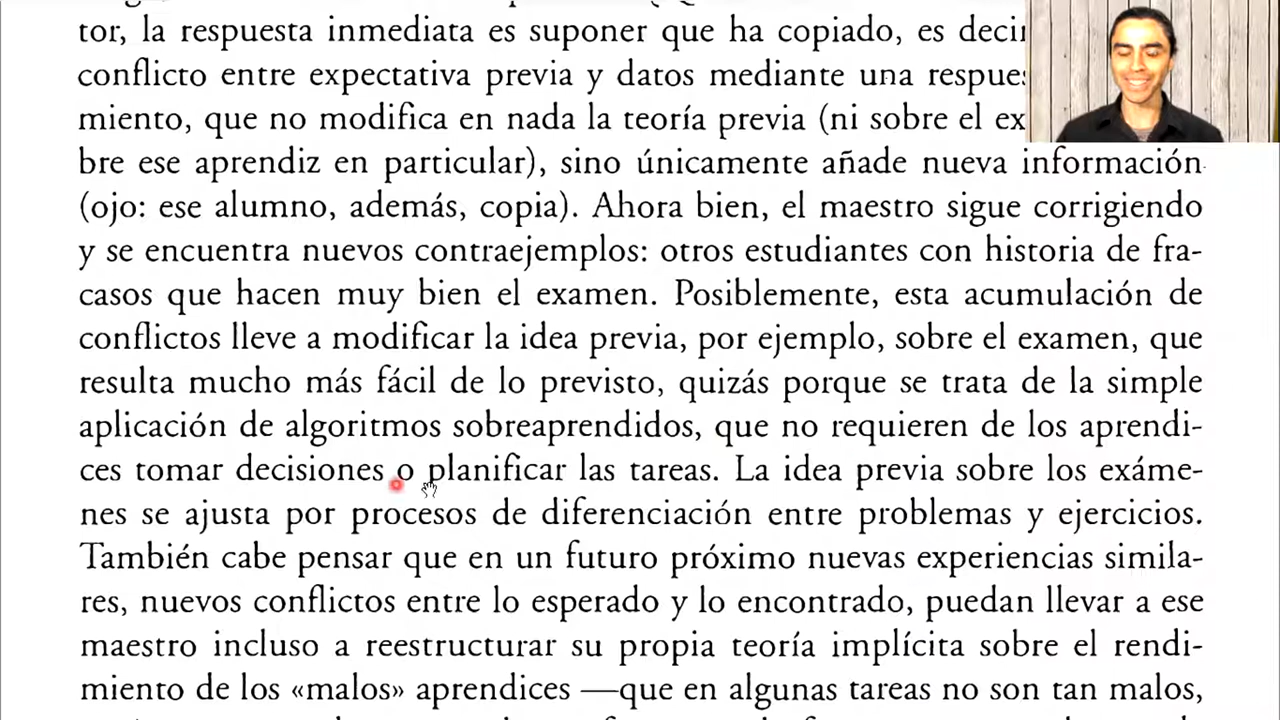 tor, la respuesta inmediata es suponer que ha copiado, es
conflicto entre expectativa previa y datos mediante una
miento, que no modifica en nada la teoría previa (ni sobre el
bre ese aprendiz en particular), sino únicamente añade nueva información
(ojo: ese alumno, además, copia). Ahora bien, el maestro sigue corrigiendo
y se encuentra nuevos contraejemplos: otros estudiantes con historia de fra-
casos que hacen muy bien el examen. Posiblemente, esta acumulación de
conflictos lleve a modificar la idea previa, por ejemplo, sobre el examen, que
resulta mucho más fácil de lo previsto, quizás porque se trata de la simple
aplicación de algoritmos sobreaprendidos, que no requieren de los aprendi-
ces tomar decisiones o planificar las tareas. La idea previa sobre los exáme-
nes se ajusta por procesos de diferenciación entre problemas y ejercicios.
También cabe pensar que en un futuro próximo nuevas experiencias simila-
res, nuevos conflictos entre lo esperado y lo encontrado, puedan llevar a ese
maestro incluso a reestructurar su propia teoría implícita sobre el rendi-
miento de los «malos» aprendices —que en algunas tareas no son tan malos,